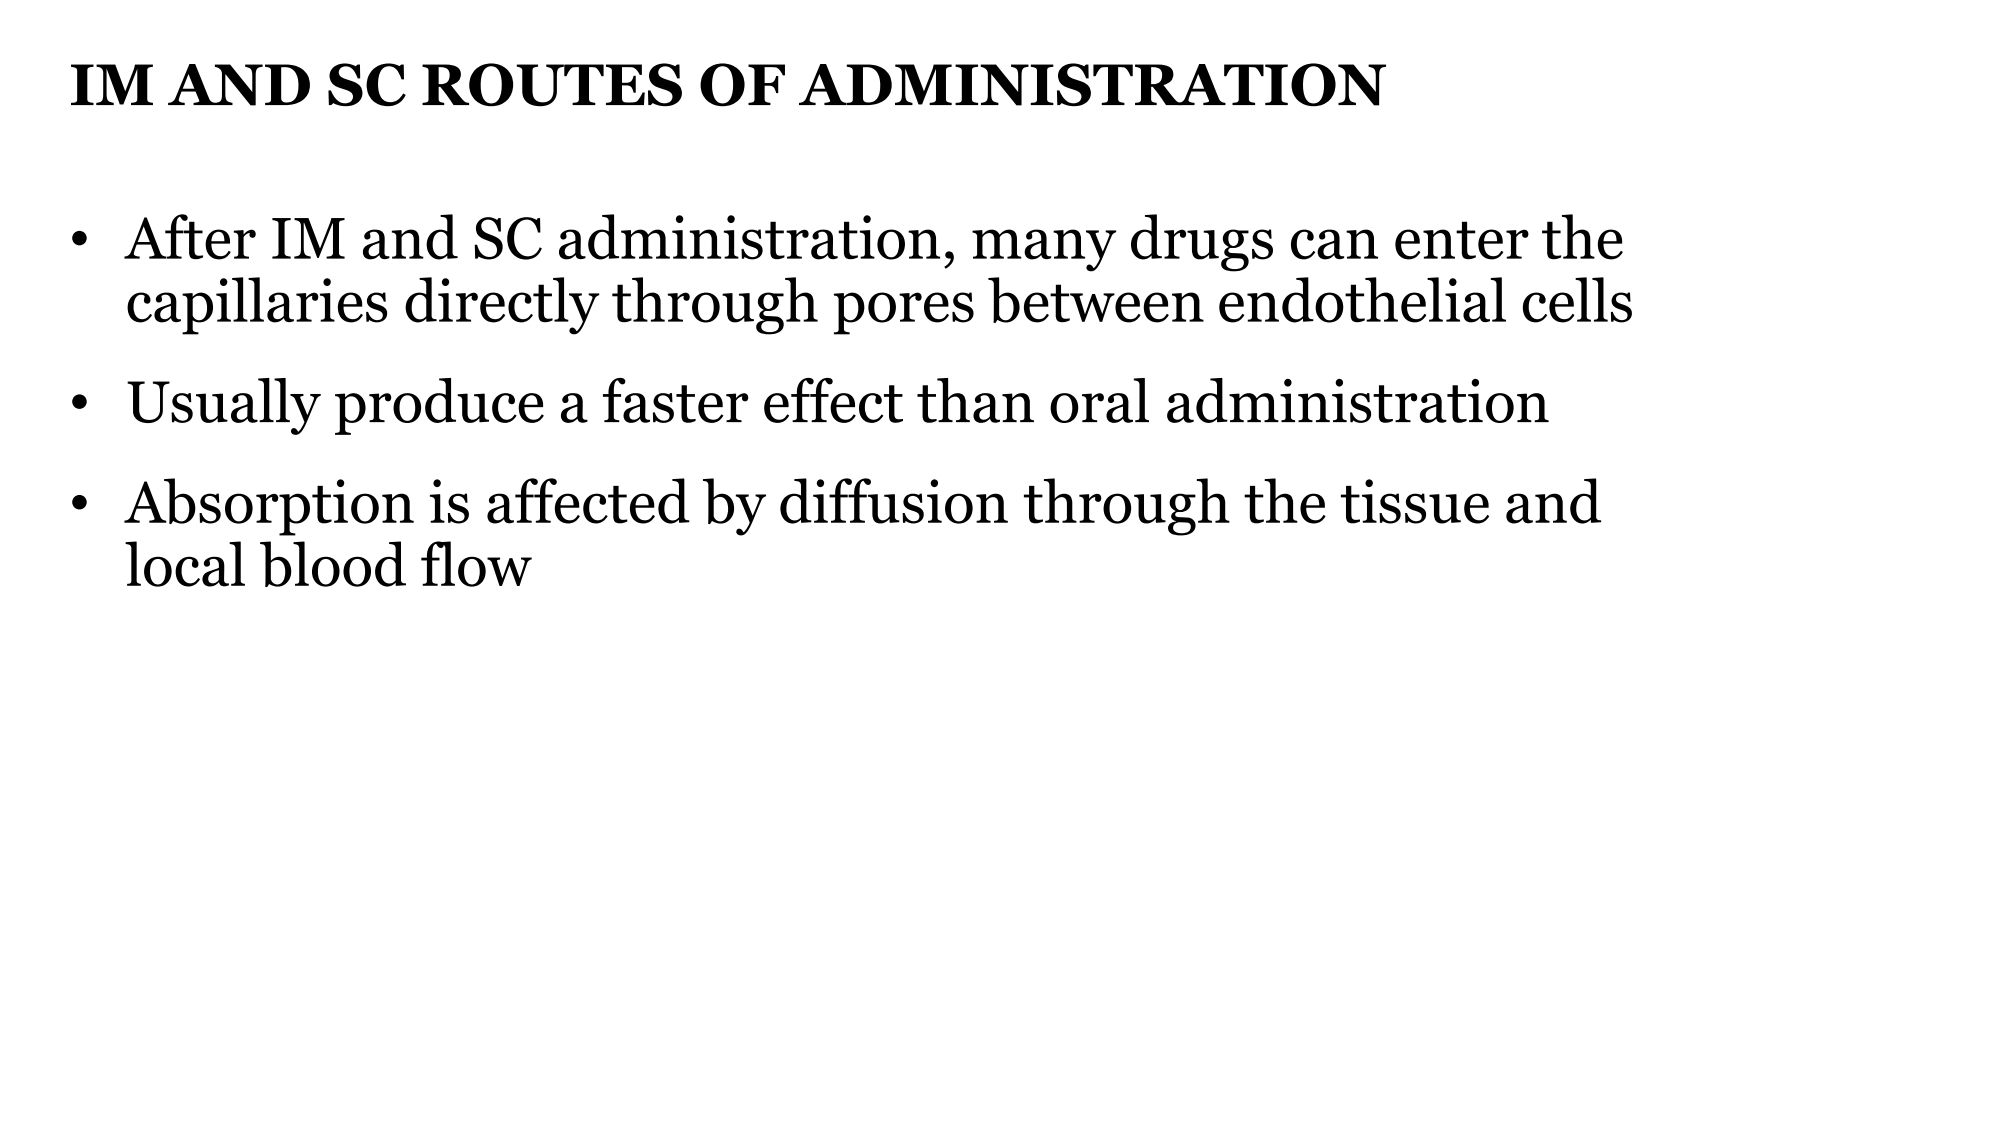 IM AND SC ROUTES OF ADMINISTRATION
• After IM and SC administration, many drugs can enter the
capillaries directly through pores between endothelial cells
• Usually produce a faster effect than oral administration
• Absorption is affected by diffusion through the tissue and
local blood flow